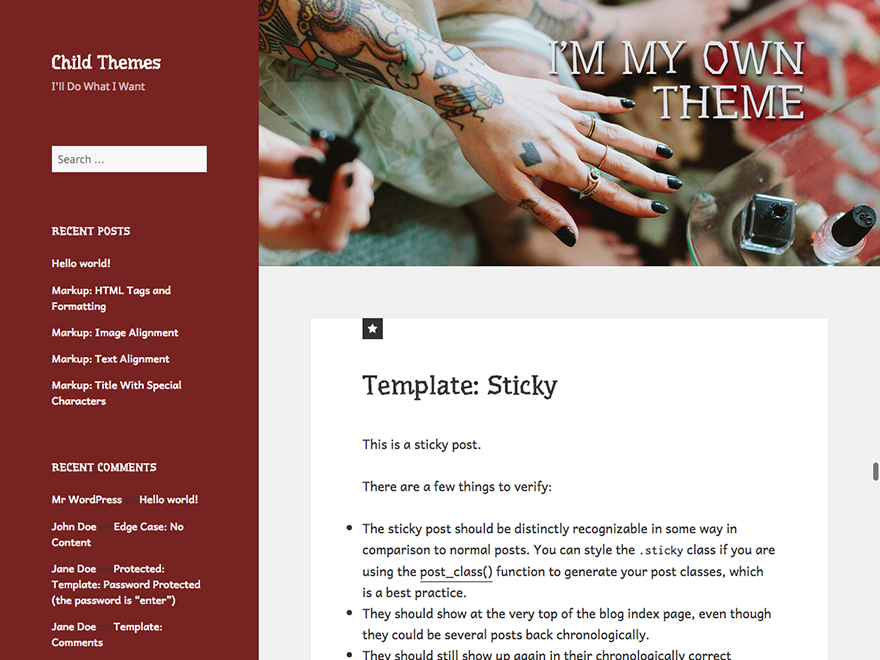 Child Themes
I'll Do What I Want
Search …
RECENT POSTS
Hello world!
Markup: HTML Tags and
Formatting
Markup: Image Alignment
Markup: Text Alignment
Markup: Title With Special
Characters
RECENT COMMENTS
Mr WordPress on Hello world!
John Doe on Edge Case: No
Content
Jane Doe on Protected:
Template: Password Protected
(the password is “enter”)
Jane Doe on Template:
Comments
I’M MY OWN
THEME
Template: Sticky
This is a sticky post.
There are a few things to verify:
The sticky post should be distinctly recognizable in some way in
comparison to normal posts. You can style the .sticky class if you are
using the post_class() function to generate your post classes, which
is a best practice.
They should show at the very top of the blog index page, even though
they could be several posts back chronologically.
They should still show up again in their chronologically correct